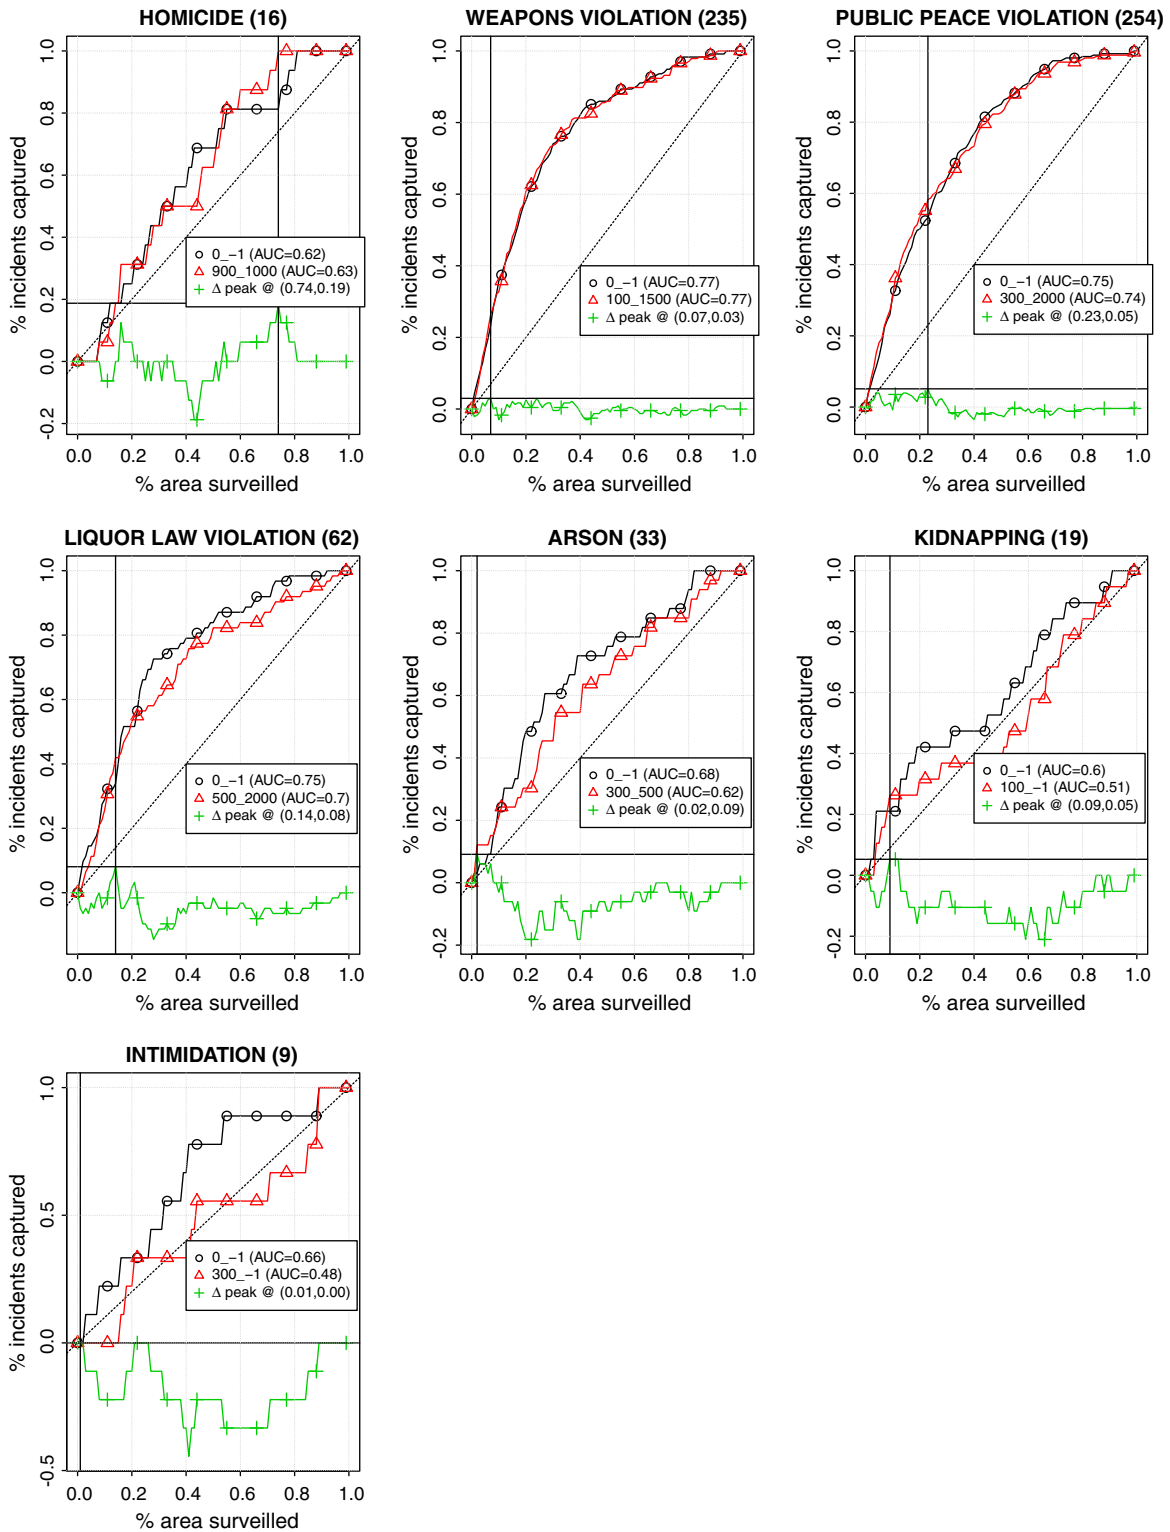 HOMICIDE (16)
% incidents captured
1.0
0.8
0.6
0.4
0.2
0.0
-0.2
0_-1 (AUC=0.62)
900_1000 (AUC=0.63)
Δ peak @ (0.74,0.19)
0.0 0.2 0.4 0.6 0.8 1.0
% area surveilled
WEAPONS VIOLATION (235)
% incidents captured
1.0
0.8
0.6
0.4
0.2
0.0
0_-1 (AUC=0.77)
100_1500 (AUC=0.77)
Δ peak @ (0.07,0.03)
0.0 0.2 0.4 0.6 0.8 1.0
% area surveilled
PUBLIC PEACE VIOLATION (254)
% incidents captured
1.0
0.8
0.6
0.4
0.2
0.0
0_-1 (AUC=0.75)
300_2000 (AUC=0.74)
Δ peak @ (0.23,0.05)
0.0 0.2 0.4 0.6 0.8 1.0
% area surveilled
LIQUOR LAW VIOLATION (62)
% incidents captured
1.0
0.8
0.6
0.4
0.2
0.0
0_-1 (AUC=0.75)
500_2000 (AUC=0.7)
Δ peak @ (0.14,0.08)
0.0 0.2 0.4 0.6 0.8 1.0
% area surveilled
ARSON (33)
% incidents captured
1.0
0.8
0.6
0.4
0.2
0.0
-0.2
0_-1 (AUC=0.68)
300_500 (AUC=0.62)
Δ peak @ (0.02,0.09)
0.0 0.2 0.4 0.6 0.8 1.0
% area surveilled
KIDNAPPING (19)
% incidents captured
1.0
0.8
0.6
0.4
0.2
0.0
-0.2
0_-1 (AUC=0.6)
100_-1 (AUC=0.51)
Δ peak @ (0.09,0.05)
0.0 0.2 0.4 0.6 0.8 1.0
% area surveilled
INTIMIDATION (9)
% incidents captured
1.0
0.5
0.0
-0.5
0_-1 (AUC=0.66)
300_-1 (AUC=0.48)
Δ peak @ (0.01,0.00)
0.0 0.2 0.4 0.6 0.8 1.0
% area surveilled